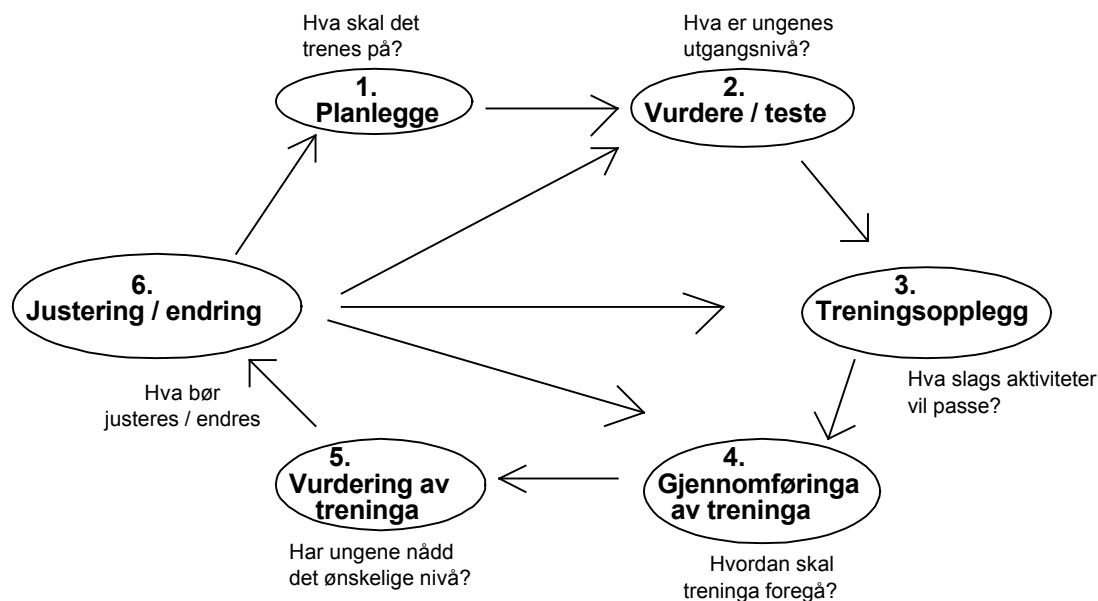 Hva skal det
trenes på?
1.
Planlegge
Hva er ungenes
utgangsnivå?
2.
Vurdere / teste
3.
Treningsopplegg
Hva slags aktiviteter
vil passe?
4.
Gjennomføringa
av treninga
Hvordan skal
treninga foregå?
5.
Vurdering av
treninga
Har ungene nådd
det ønskelige nivå?
6.
Justering / endring
Hva bør
justeres / endres